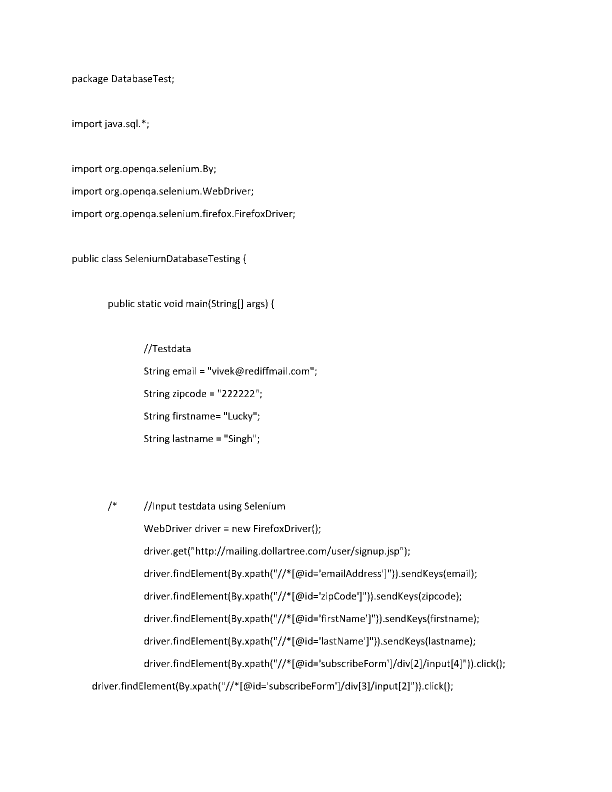 package DatabaseTest;
import java.sql.*;
import org.openqa.selenium.By;
import org.openqa.selenium.WebDriver;
import org.openqa.selenium.firefox.FirefoxDriver;
public class SeleniumDatabaseTesting {
public static void main(String[] args) {
//Testdata
String email = "vivek@rediffmail.com";
String zipcode = "222222";
String firstname= "Lucky";
String lastname = "Singh";
/* //Input testdata using Selenium
WebDriver driver = new FirefoxDriver();
driver.get("http://mailing.dollartree.com/user/signup.jsp");
driver.findElement(By.xpath("//*[@id='emailAddress']")).sendKeys(email);
driver.findElement(By.xpath("//*[@id='zipCode']")).sendKeys(zipcode);
driver.findElement(By.xpath("//*[@id='firstName']")).sendKeys(firstname);
driver.findElement(By.xpath("//*[@id='lastName']")).sendKeys(lastname);
driver.findElement(By.xpath("//*[@id='subscribeForm']/div[2]/input[4]")).click();
driver.findElement(By.xpath("//*[@id='subscribeForm']/div[3]/input[2]")).click();